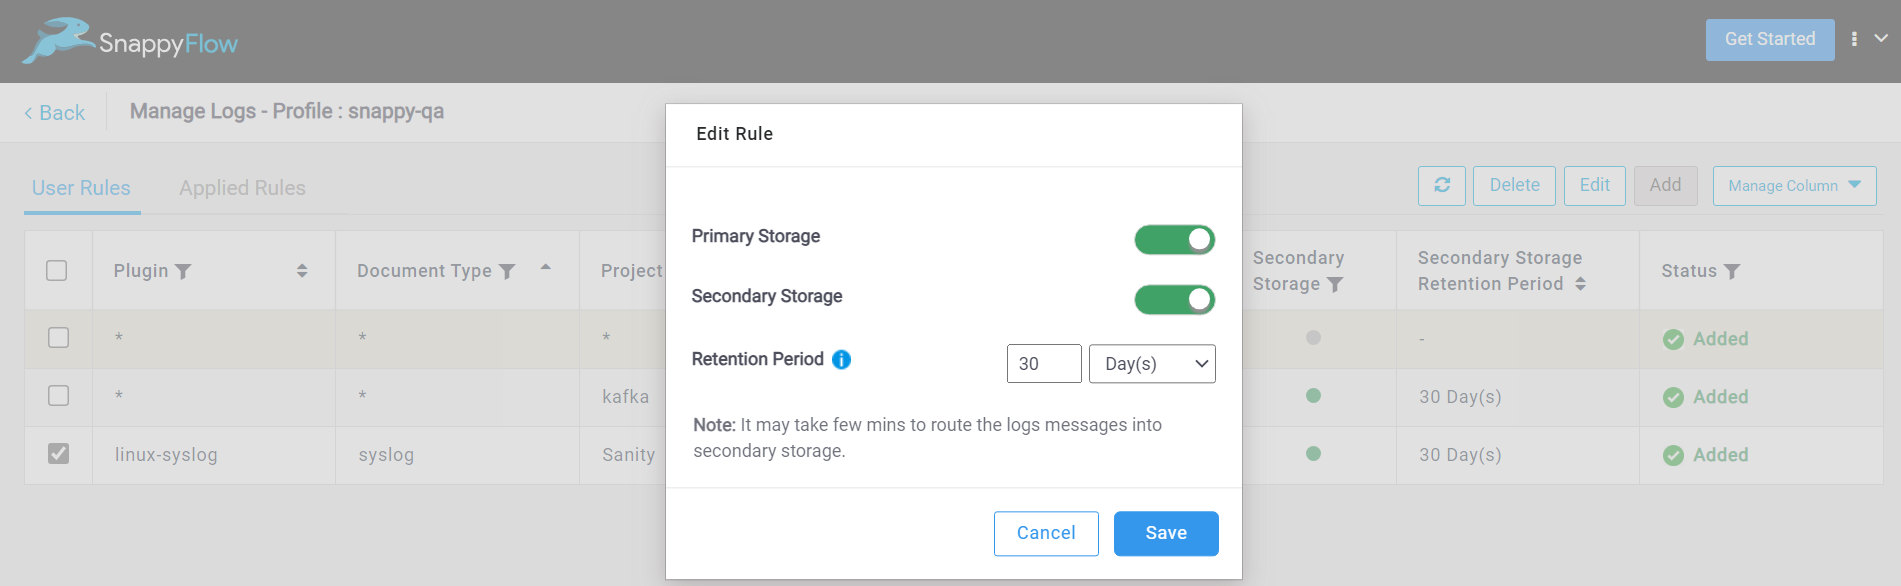 SnappyFlow
Get Started
Back
Manage Logs - Profile : snappy-qa
Edit Rule
User Rules
Applied Rules
Delete
Edit
Add
Manage Column
Primary Storage
Secondary Storage
Retention Period
30
Day(s)
Note: It may take few mins to route the logs messages into
secondary storage.
Cancel
Save
Plugin
Document Type
Project
Secondary
Storage
Secondary Storage
Retention Period
Status
*
*
*
-
Added
*
*
kafka
30 Day(s)
Added
linux-syslog
syslog
Sanity
30 Day(s)
Added